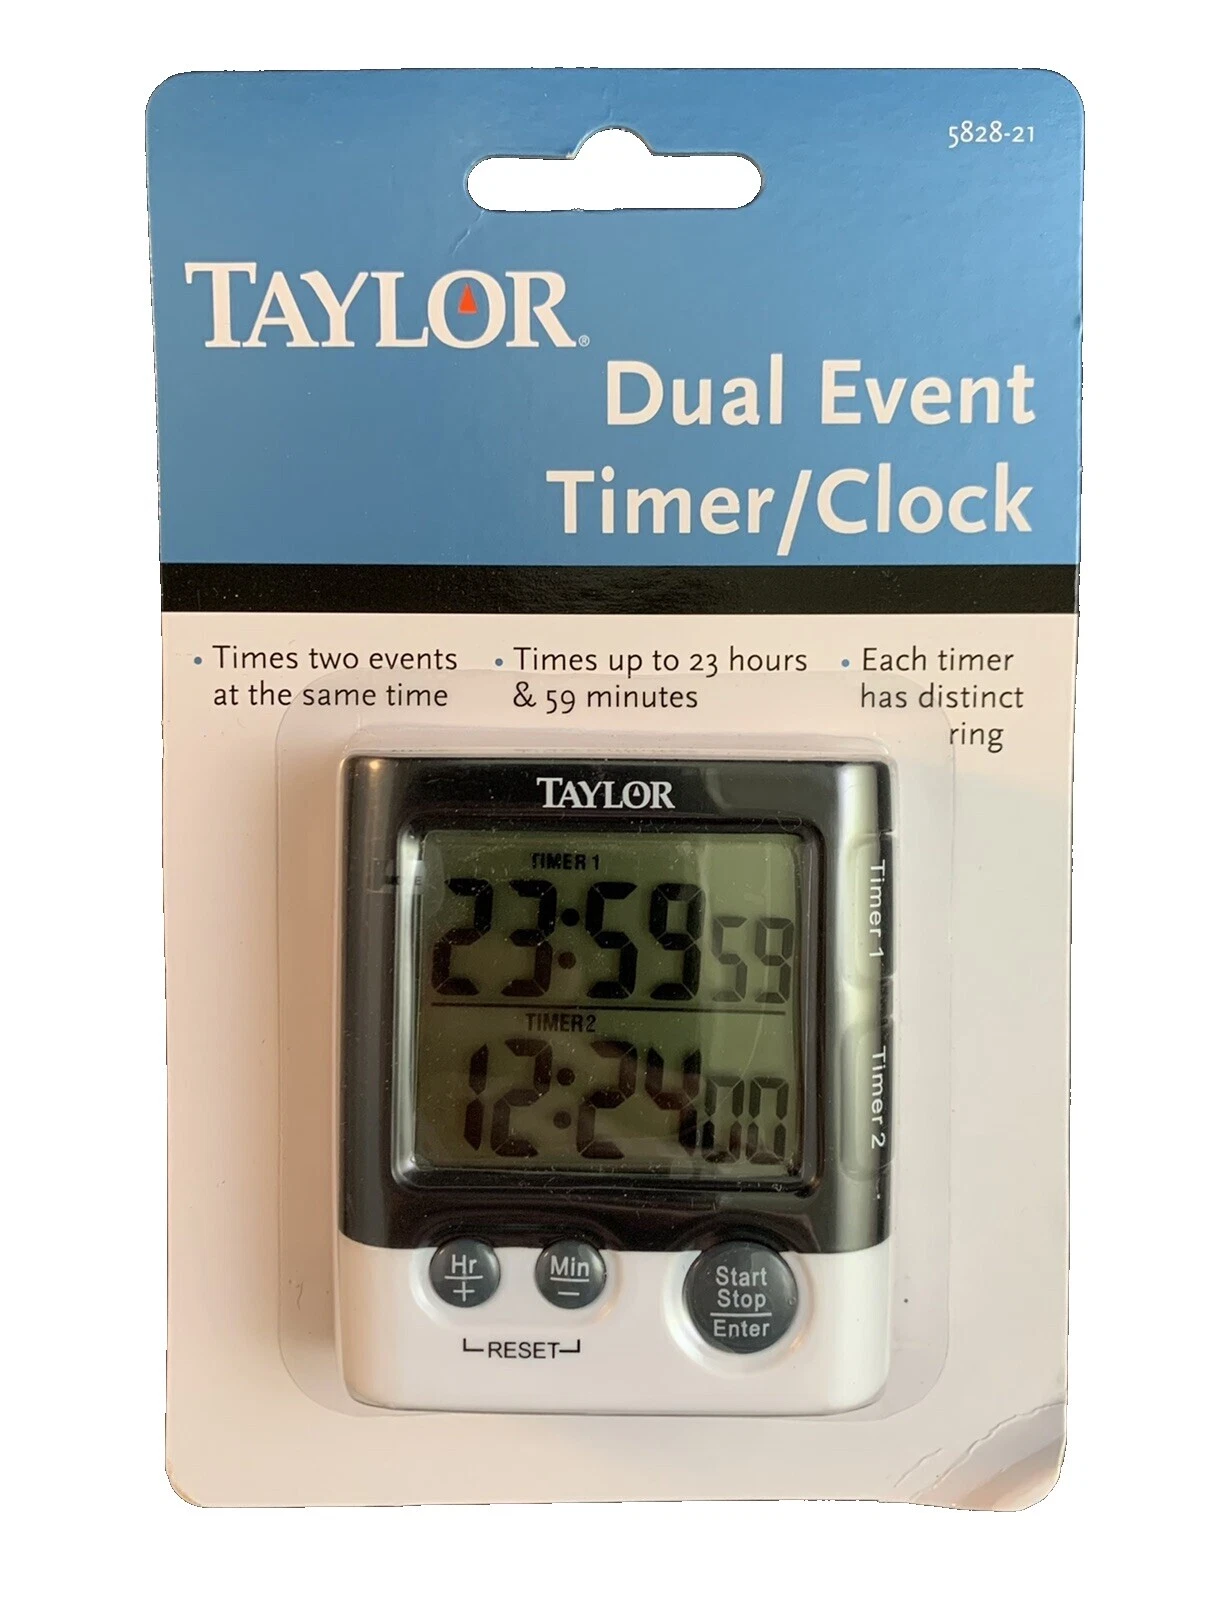 5828-21
TAYLOR®
Dual Event
Timer/Clock
• Times two events
at the same time
• Times up to 23 hours
& 59 minutes
• Each timer
has distinct
ring
TAYLOR
TIMER 1
23:59 59
TIMER 2
12:24 00
Timer 1
Timer 2
Hr
+
Min
−
Start
Stop
Enter
RESET